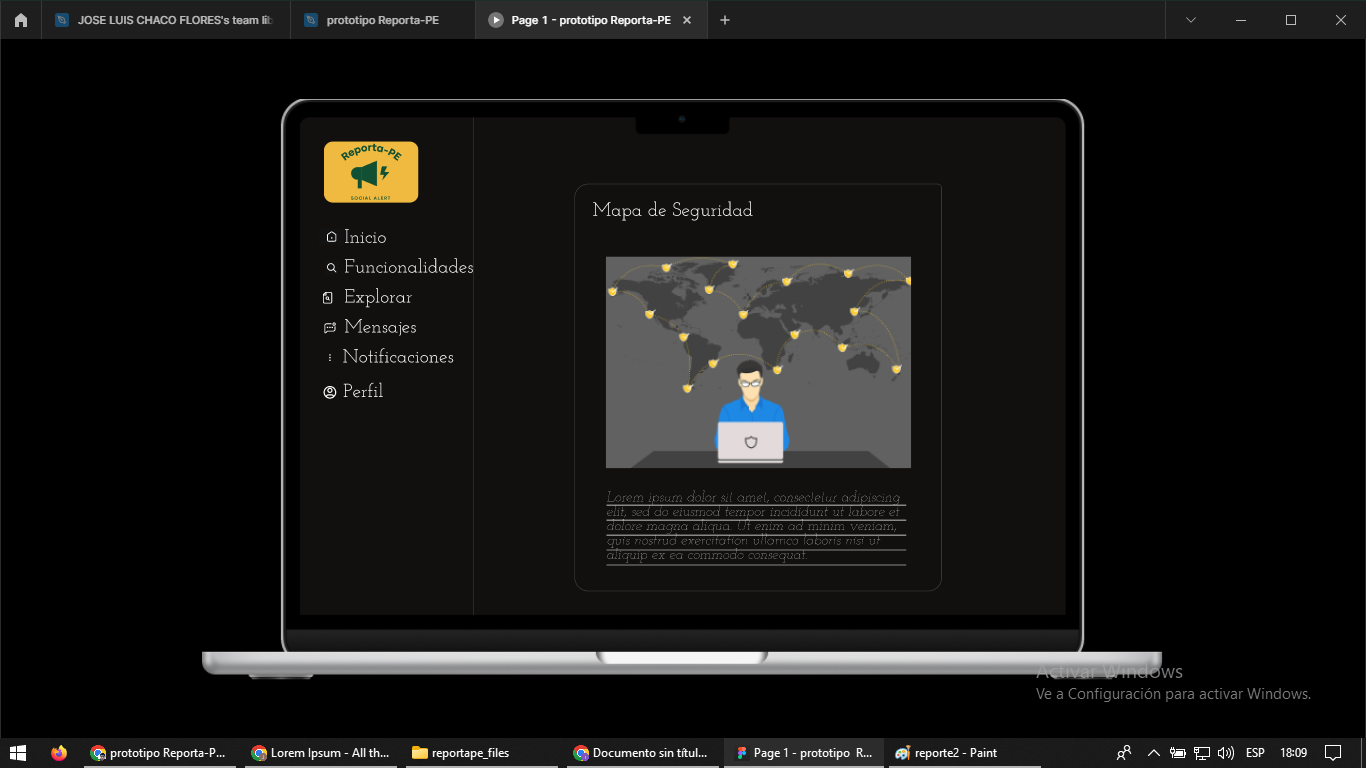 JOSE LUIS CHACO FLORES's team lib
prototipo Reporta-PE
Page 1 - prototipo Reporta-PE
Reporta-PE
SOCIAL ALERT
Inicio
Funcionalidades
Explorar
Mensajes
Notificaciones
Perfil
Mapa de Seguridad
Lorem ipsum dolor sit amet, consectetur adipiscing
elit, sed do eiusmod tempor incididunt ut labore et
dolore magna aliqua. Ut enim ad minim veniam,
quis nostrud exercitation ullamco laboris nisi ut
aliquip ex ea commodo consequat.
Activar Windows
Ve a Configuración para activar Windows.
prototipo Reporta-P...
Lorem Ipsum - All th...
reportape_files
Documento sin títul...
Page 1 - prototipo R...
reporte2 - Paint
ESP
18:09